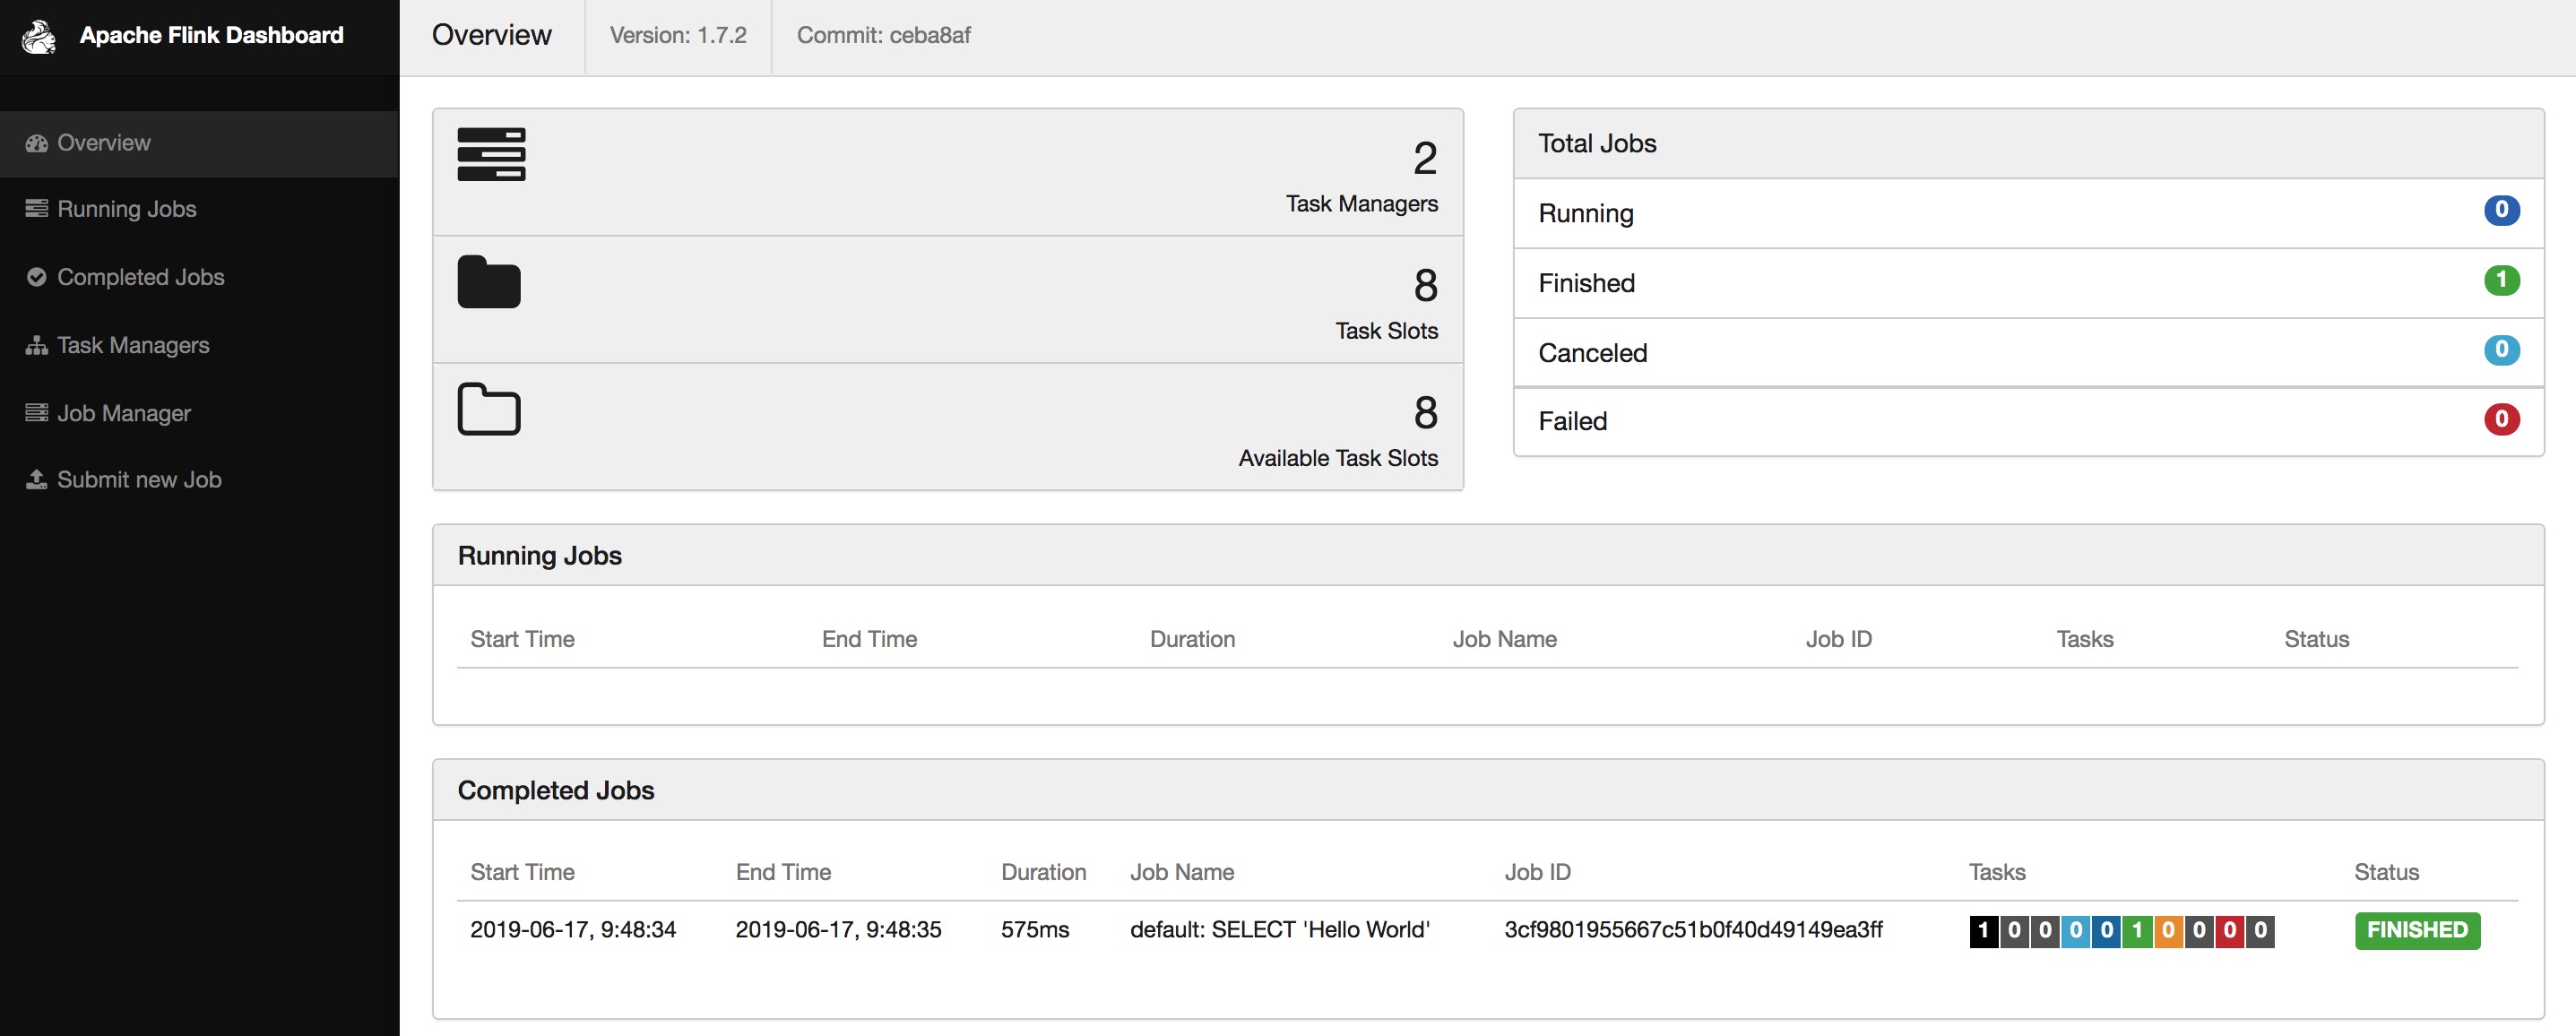 Apache Flink Dashboard
Overview
Running Jobs
Completed Jobs
Task Managers
Job Manager
Submit new Job
Overview Version: 1.7.2 Commit: ceba8af
2
Task Managers
8
Task Slots
8
Available Task Slots
Total Jobs
Running 0
Finished 1
Canceled 0
Failed 0
Running Jobs
Start Time End Time Duration Job Name Job ID Tasks Status
Completed Jobs
Start Time End Time Duration Job Name Job ID Tasks Status
2019-06-17, 9:48:34 2019-06-17, 9:48:35 575ms default: SELECT 'Hello World' 3cf9801955667c51b0f40d49149ea3ff 1 0 0 0 0 1 0 0 0 0 FINISHED